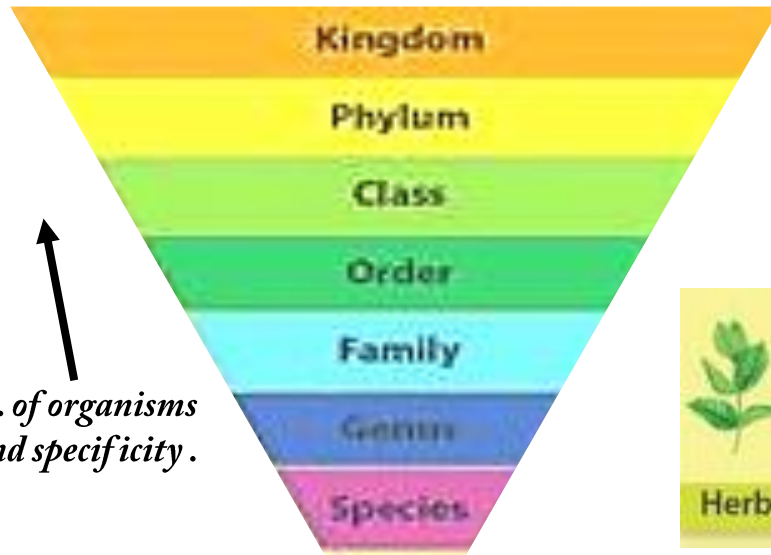 Kingdom
Phylum
Class
Order
Family
Genus
Species
. of organisms
nd specificity .
Herb